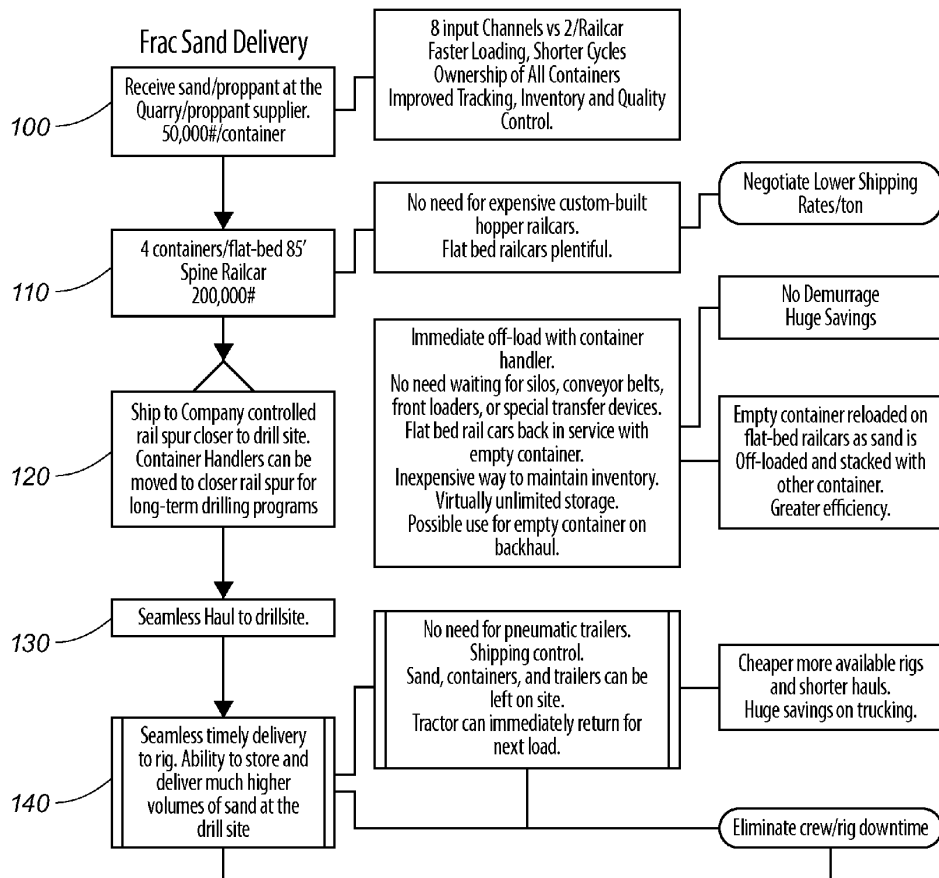 Frac Sand Delivery
100
Receive sand/proppant at the
Quarry/proppant supplier.
50,000#/container
8 input Channels vs 2/Railcar
Faster Loading, Shorter Cycles
Ownership of All Containers
Improved Tracking, Inventory and Quality
Control.
110
4 containers/flat-bed 85'
Spine Railcar
200,000#
No need for expensive custom-built
hopper railcars.
Flat bed railcars plentiful.
Negotiate Lower Shipping
Rates/ton
120
Ship to Company controlled
rail spur closer to drill site.
Container Handlers can be
moved to closer rail spur for
long-term drilling programs
Immediate off-load with container
handler.
No need waiting for silos, conveyor belts,
front loaders, or special transfer devices.
Flat bed rail cars back in service with
empty container.
Inexpensive way to maintain inventory.
Virtually unlimited storage.
Possible use for empty container on
backhaul.
No Demurrage
Huge Savings
Empty container reloaded on
flat-bed railcars as sand is
Off-loaded and stacked with
other container.
Greater efficiency.
130
Seamless Haul to drillsite.
140
Seamless timely delivery
to rig. Ability to store and
deliver much higher
volumes of sand at the
drill site
No need for pneumatic trailers.
Shipping control.
Sand, containers, and trailers can be
left on site.
Tractor can immediately return for
next load.
Cheaper more available rigs
and shorter hauls.
Huge savings on trucking.
Eliminate crew/rig downtime